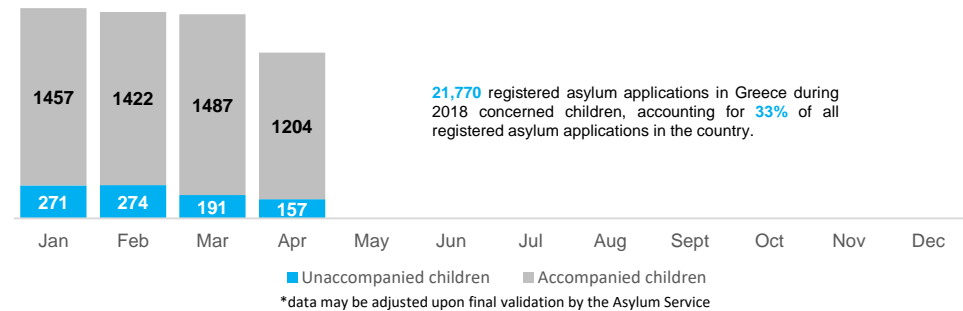 1457 1422 1487 1204
271 274 191 157
21,770 registered asylum applications in Greece during
2018 concerned children, accounting for 33% of all
registered asylum applications in the country.
Jan Feb Mar Apr May Jun Jul Aug Sept Oct Nov Dec
Unaccompanied children Accompanied children
*data may be adjusted upon final validation by the Asylum Service